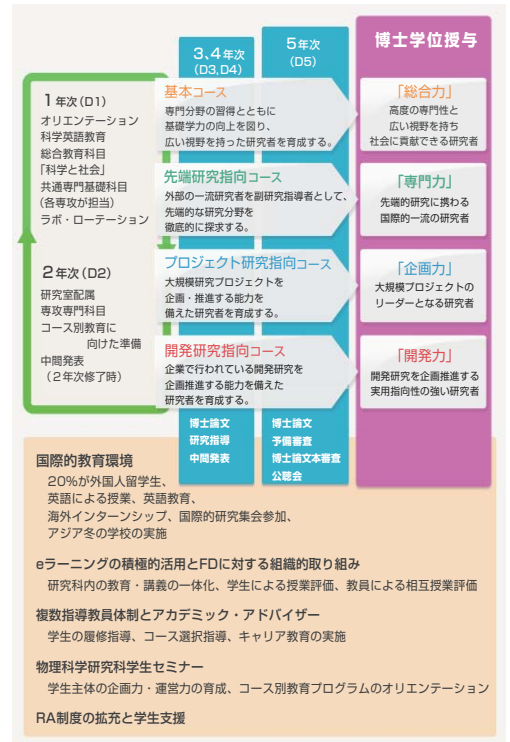 3、4年次
(D3、D4)
5年次
(D5)
博士学位授与
1年次(D1)
オリエンテーション
科学英語教育
総合教育科目
「科学と社会」
共通専門基礎科目
(各専攻が担当)
ラボ・ローテーション
2年次(D2)
研究室配属
専攻専門科目
コース別教育に
向けた準備
中間発表
(2年次修了時)
基本コース
専門分野の習得とともに
基礎学力の向上を図り、
広い視野を持った研究者を育成する。
「総合力」
高度の専門性と
広い視野を持ち
社会に貢献できる研究者
先端研究指向コース
外部の一流研究者を副研究指導者として、
先端的な研究分野を
徹底的に探求する。
「専門力」
先端的研究に携わる
国際的一流の研究者
プロジェクト研究指向コース
大規模研究プロジェクトを
企画・推進する能力を
備えた研究者を育成する。
「企画力」
大規模プロジェクトの
リーダーとなる研究者
開発研究指向コース
企業で行われている開発研究を
企画推進する能力を備えた
研究者を育成する。
「開発力」
開発研究を企画推進する
実用指向性の強い研究者
博士論文
研究指導
中間発表
博士論文
予備審査
博士論文本審査
公聴会
国際的教育環境
20%が外国人留学生、
英語による授業、英語教育、
海外インターンシップ、国際的研究集会参加、
アジア冬の学校の実施
eラーニングの積極的活用とFDに対する組織的取り組み
研究科内の教育・講義の一体化、学生による授業評価、教員による相互授業評価
複数指導教員体制とアカデミック・アドバイザー
学生の履修指導、コース選択指導、キャリア教育の実施
物理科学研究科学生セミナー
学生主体の企画力・運営力の育成、コース別教育プログラムのオリエンテーション
RA制度の拡充と学生支援